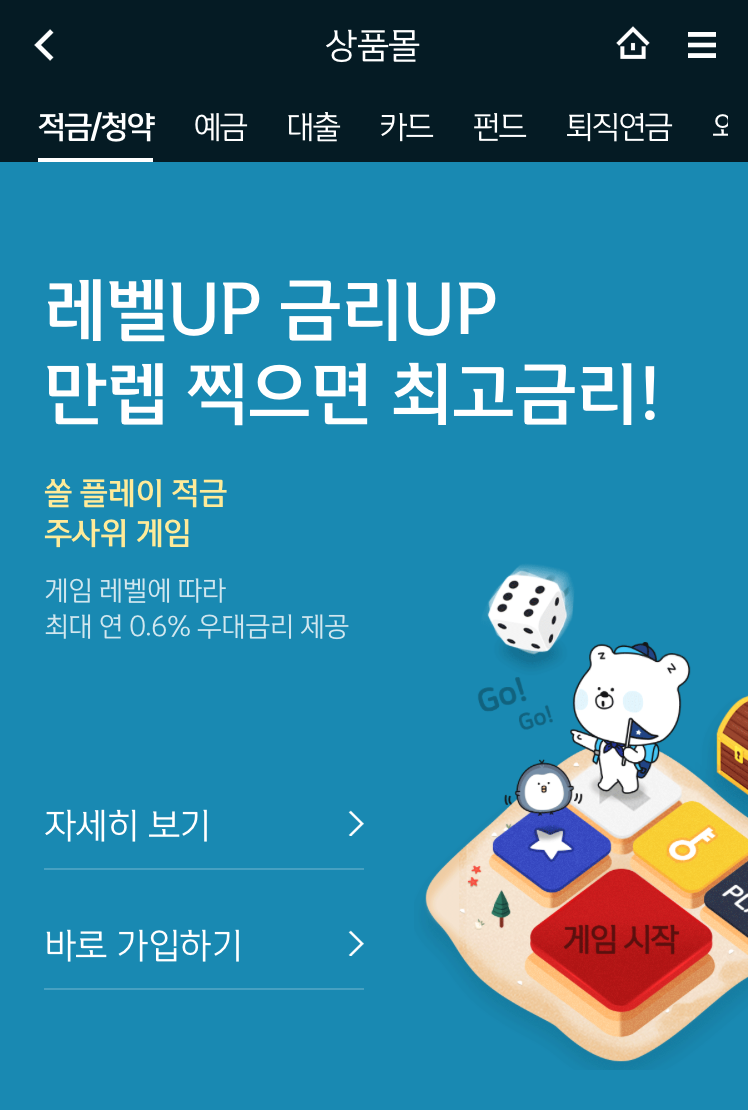 상품몰
적금/청약 예금 대출 카드 펀드 퇴직연금
레벨UP 금리UP
만렙 찍으면 최고금리!
쏠 플레이 적금
주사위 게임
게임 레벨에 따라
최대 연 0.6% 우대금리 제공
Go!
Go!
자세히 보기
바로 가입하기
게임 시작